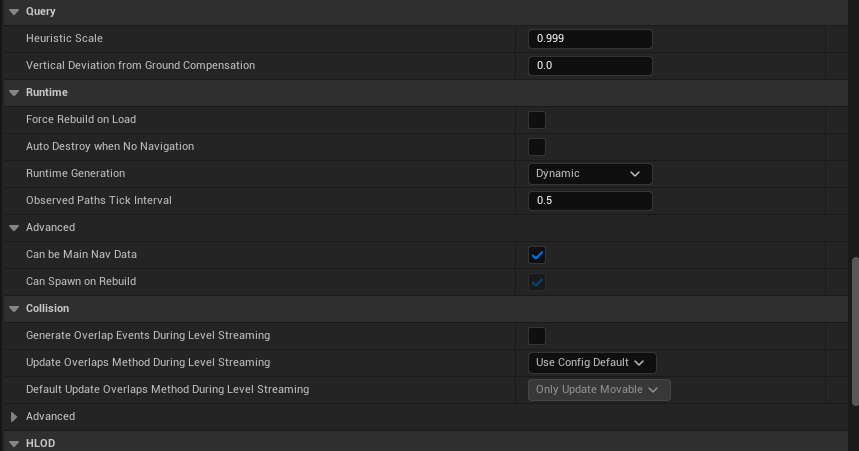 Query
Heuristic Scale 0.999
Vertical Deviation from Ground Compensation 0.0
Runtime
Force Rebuild on Load
Auto Destroy when No Navigation
Runtime Generation Dynamic
Observed Paths Tick Interval 0.5
Advanced
Can be Main Nav Data
Can Spawn on Rebuild
Collision
Generate Overlap Events During Level Streaming
Update Overlaps Method During Level Streaming Use Config Default
Default Update Overlaps Method During Level Streaming Only Update Movable
Advanced
HLOD